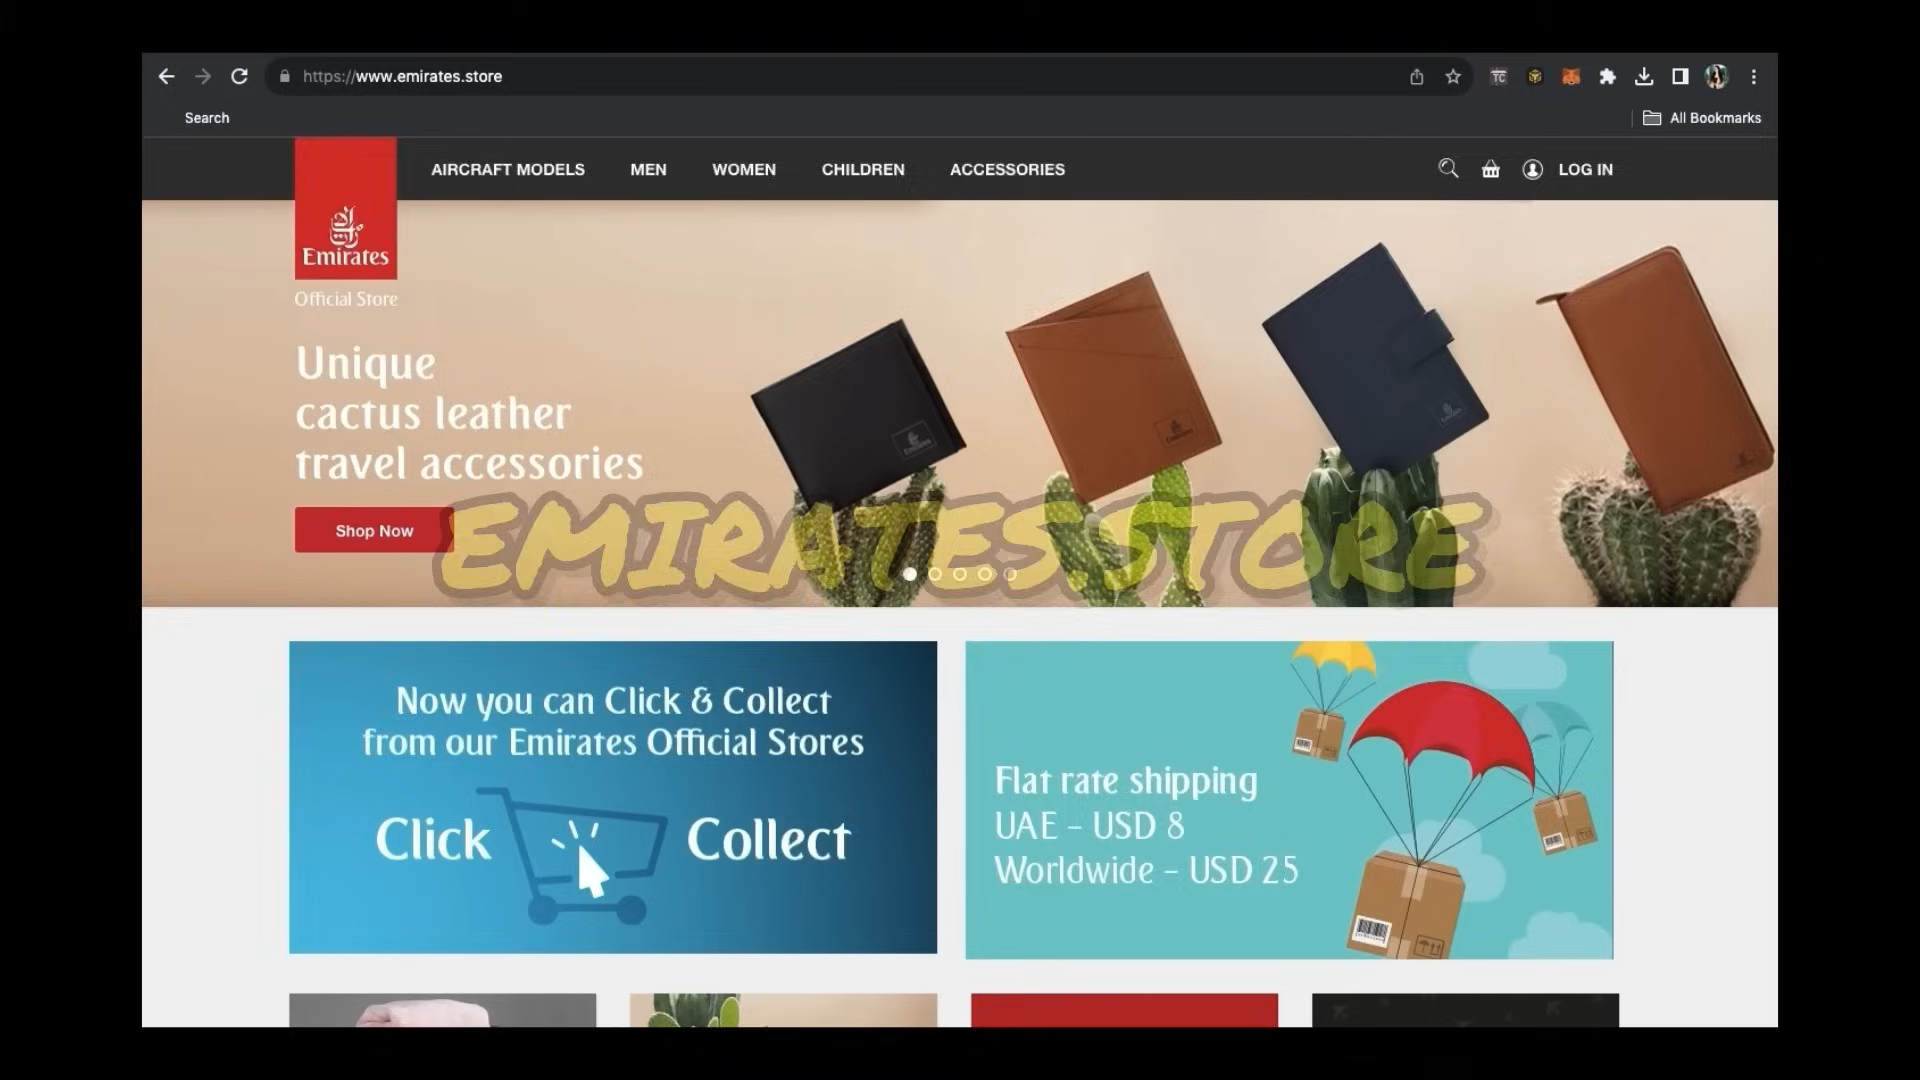 https://www.emirates.store
TC
Search
All Bookmarks
AIRCRAFT MODELS MEN WOMEN CHILDREN ACCESSORIES LOG IN
Emirates
Official Store
Unique
cactus leather
travel accessories
Shop Now
EMIRATES.STORE
Now you can Click & Collect
from our Emirates Official Stores
Click Collect
Flat rate shipping
UAE - USD 8
Worldwide - USD 25